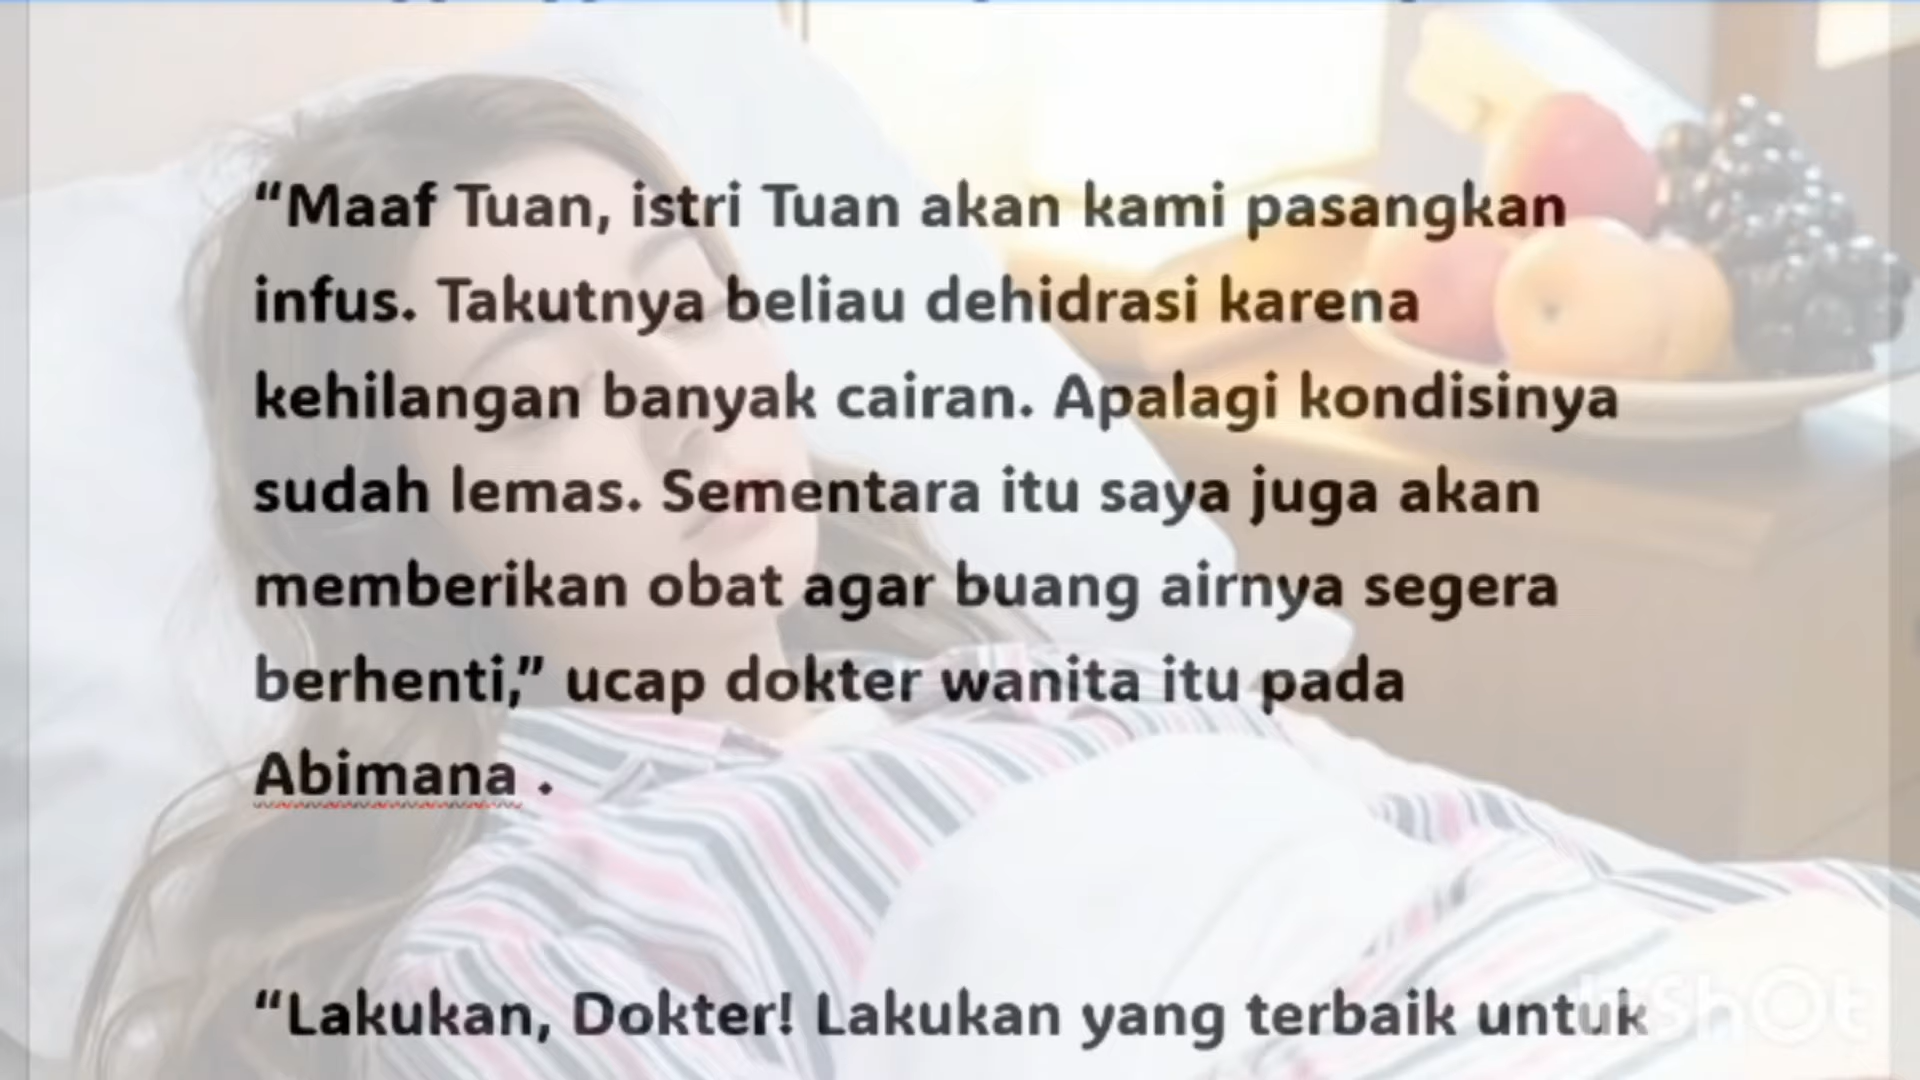 “Maaf Tuan, istri Tuan akan kami pasangkan
infus. Takutnya beliau dehidrasi karena
kehilangan banyak cairan. Apalagi kondisinya
sudah lemas. Sementara itu saya juga akan
memberikan obat agar buang airnya segera
berhenti,” ucap dokter wanita itu pada
Abimana .
“Lakukan, Dokter! Lakukan yang terbaik untuk